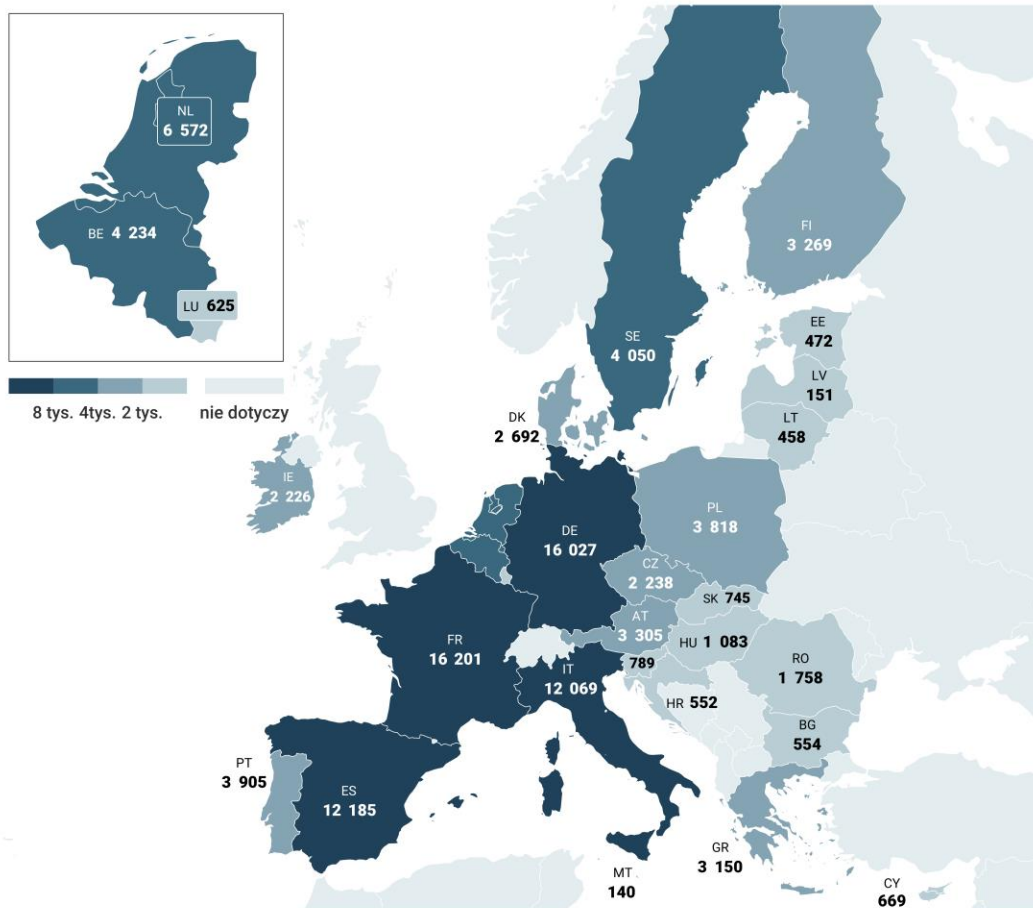 NL
6 572
BE 4 234
LU 625
8 tys. 4tys. 2 tys.
nie dotyczy
FI
3 269
SE
4 050
EE
472
LV
151
LT
458
DK
2 692
IE
2 226
PL
3 818
DE
16 027
CZ
2 238
SK 745
AT
3 305
HU 1 083
FR
16 201
789
IT
12 069
RO
1 758
HR 552
BG
554
PT
3 905
ES
12 185
GR
3 150
MT
140
CY
669